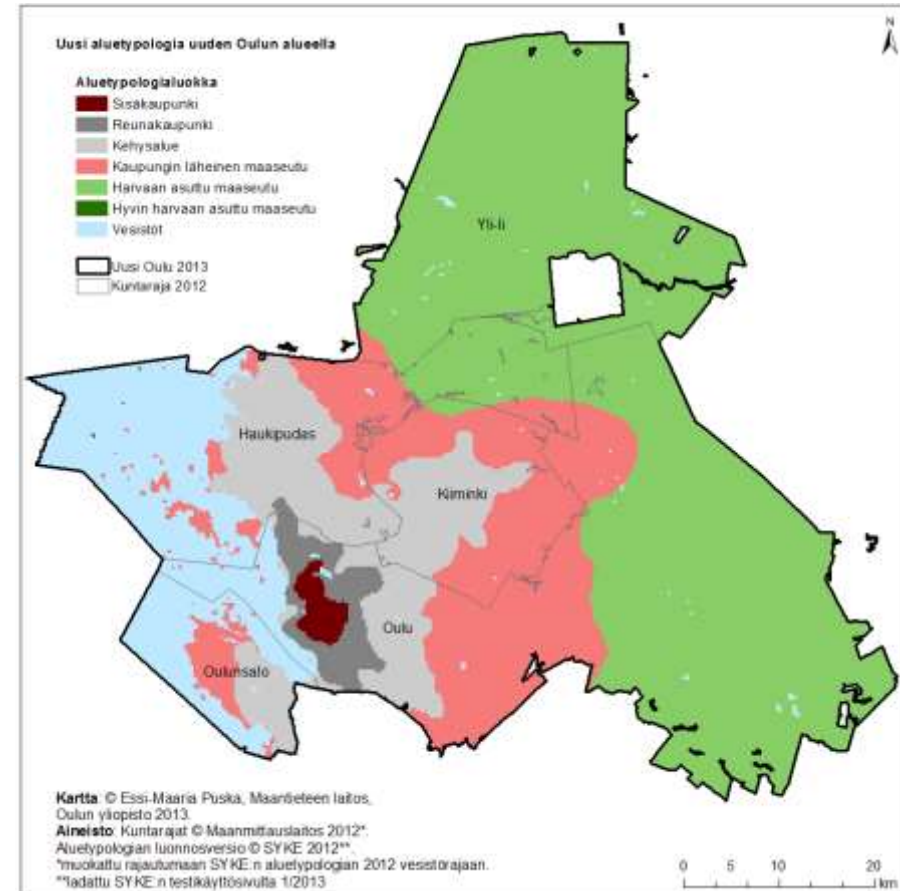 Uusi aluetypologia uuden Oulun alueella
N
Aluetypologialuokka
Sisäkaupunki
Reunakaupunki
Kehysalue
Kaupungin läheinen maaseutu
Harvaan asuttu maaseutu
Hyvin harvaan asuttu maaseutu
Vesistöt
Uusi Oulu 2013
Kuntaraja 2012
Yli-Ii
Haukipudas
Kiiminki
Oulu
Oulunsalo
Kartta: © Essi-Maaria Puska, Maantieteen laitos,
Oulun yliopisto 2013.
Aineisto: Kuntarajat © Maanmittauslaitos 2012*.
Aluetypologian luonnosversio © SYKE 2012**.
*muokattu rajautumaan SYKE:n aluetypologian 2012 vesistörajaan.
**ladattu SYKE:n testikäyttösivulta 1/2013
0 5 10 20
km